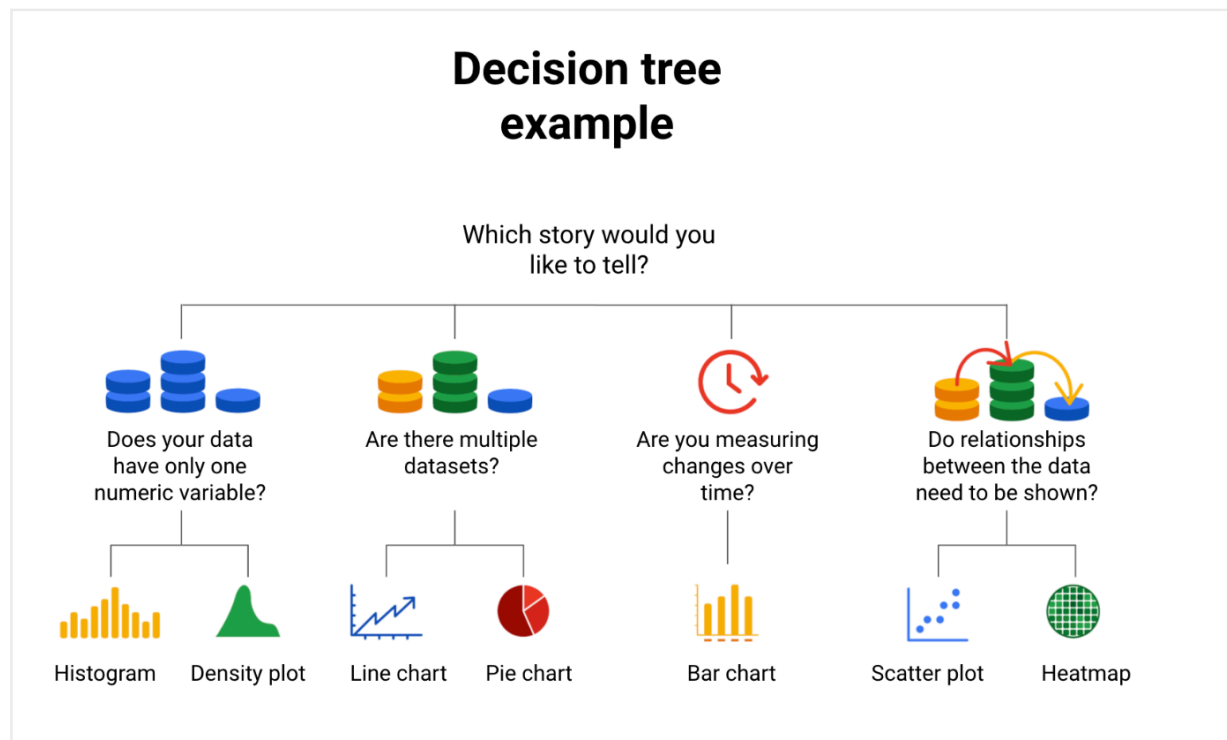 Decision tree
example
Which story would you
like to tell?
Does your data
have only one
numeric variable?
Are there multiple
datasets?
Are you measuring
changes over
time?
Do relationships
between the data
need to be shown?
Histogram
Density plot
Line chart
Pie chart
Bar chart
Scatter plot
Heatmap